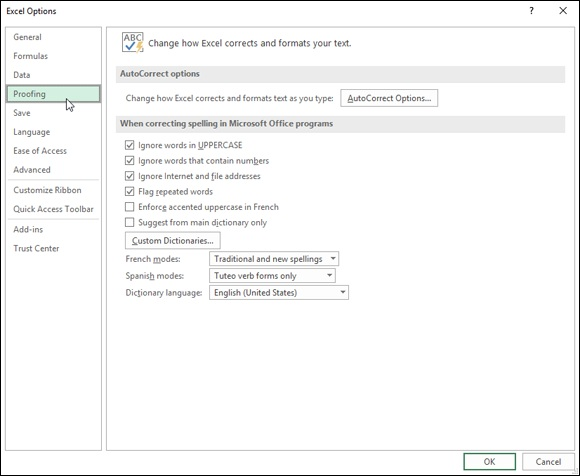 Excel Options
?
General
Formulas
Data
Proofing
Save
Language
Ease of Access
Advanced
Customize Ribbon
Quick Access Toolbar
Add-ins
Trust Center
ABC
Change how Excel corrects and formats your text.
AutoCorrect options
Change how Excel corrects and formats text as you type: AutoCorrect Options...
When correcting spelling in Microsoft Office programs
Ignore words in UPPERCASE
Ignore words that contain numbers
Ignore Internet and file addresses
Flag repeated words
Enforce accented uppercase in French
Suggest from main dictionary only
Custom Dictionaries...
French modes: Traditional and new spellings
Spanish modes: Tuteo verb forms only
Dictionary language: English (United States)
OK Cancel